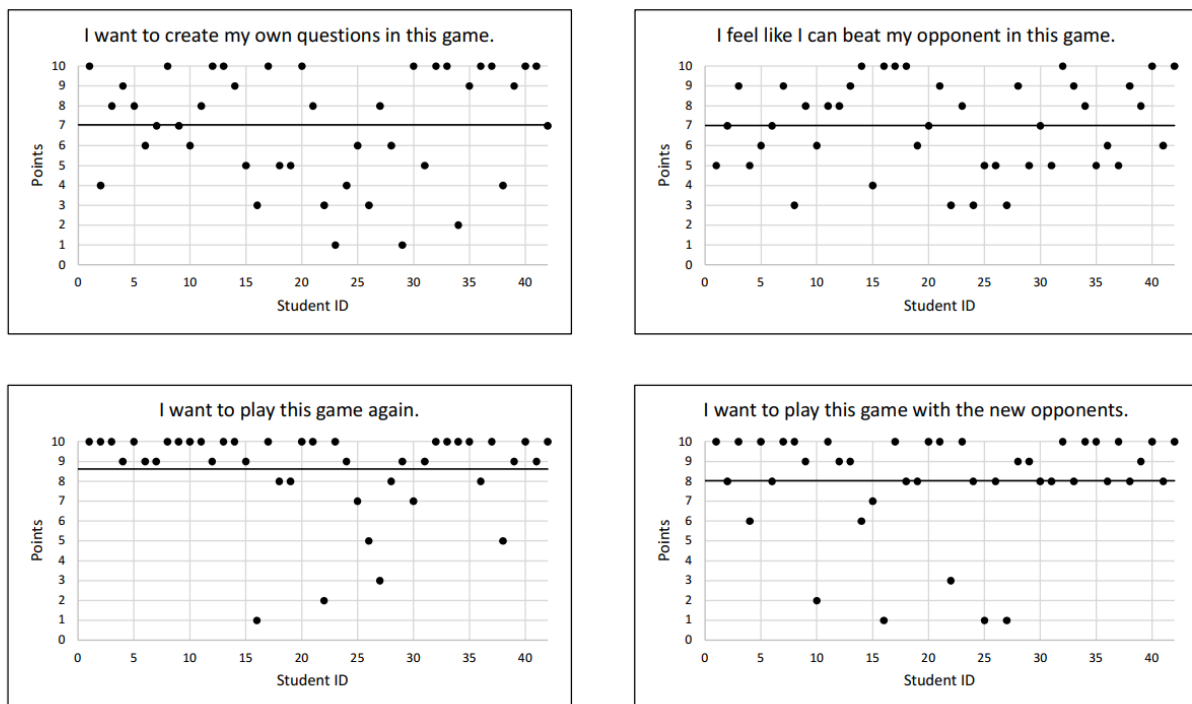 I want to create my own questions in this game.
10
9
8
7
6
5
4
3
2
1
0
Points
0 5 10 15 20 25 30 35 40
Student ID
I feel like I can beat my opponent in this game.
10
9
8
7
6
5
4
3
2
1
0
Points
0 5 10 15 20 25 30 35 40
Student ID
I want to play this game again.
10
9
8
7
6
5
4
3
2
1
0
Points
0 5 10 15 20 25 30 35 40
Student ID
I want to play this game with the new opponents.
10
9
8
7
6
5
4
3
2
1
0
Points
0 5 10 15 20 25 30 35 40
Student ID